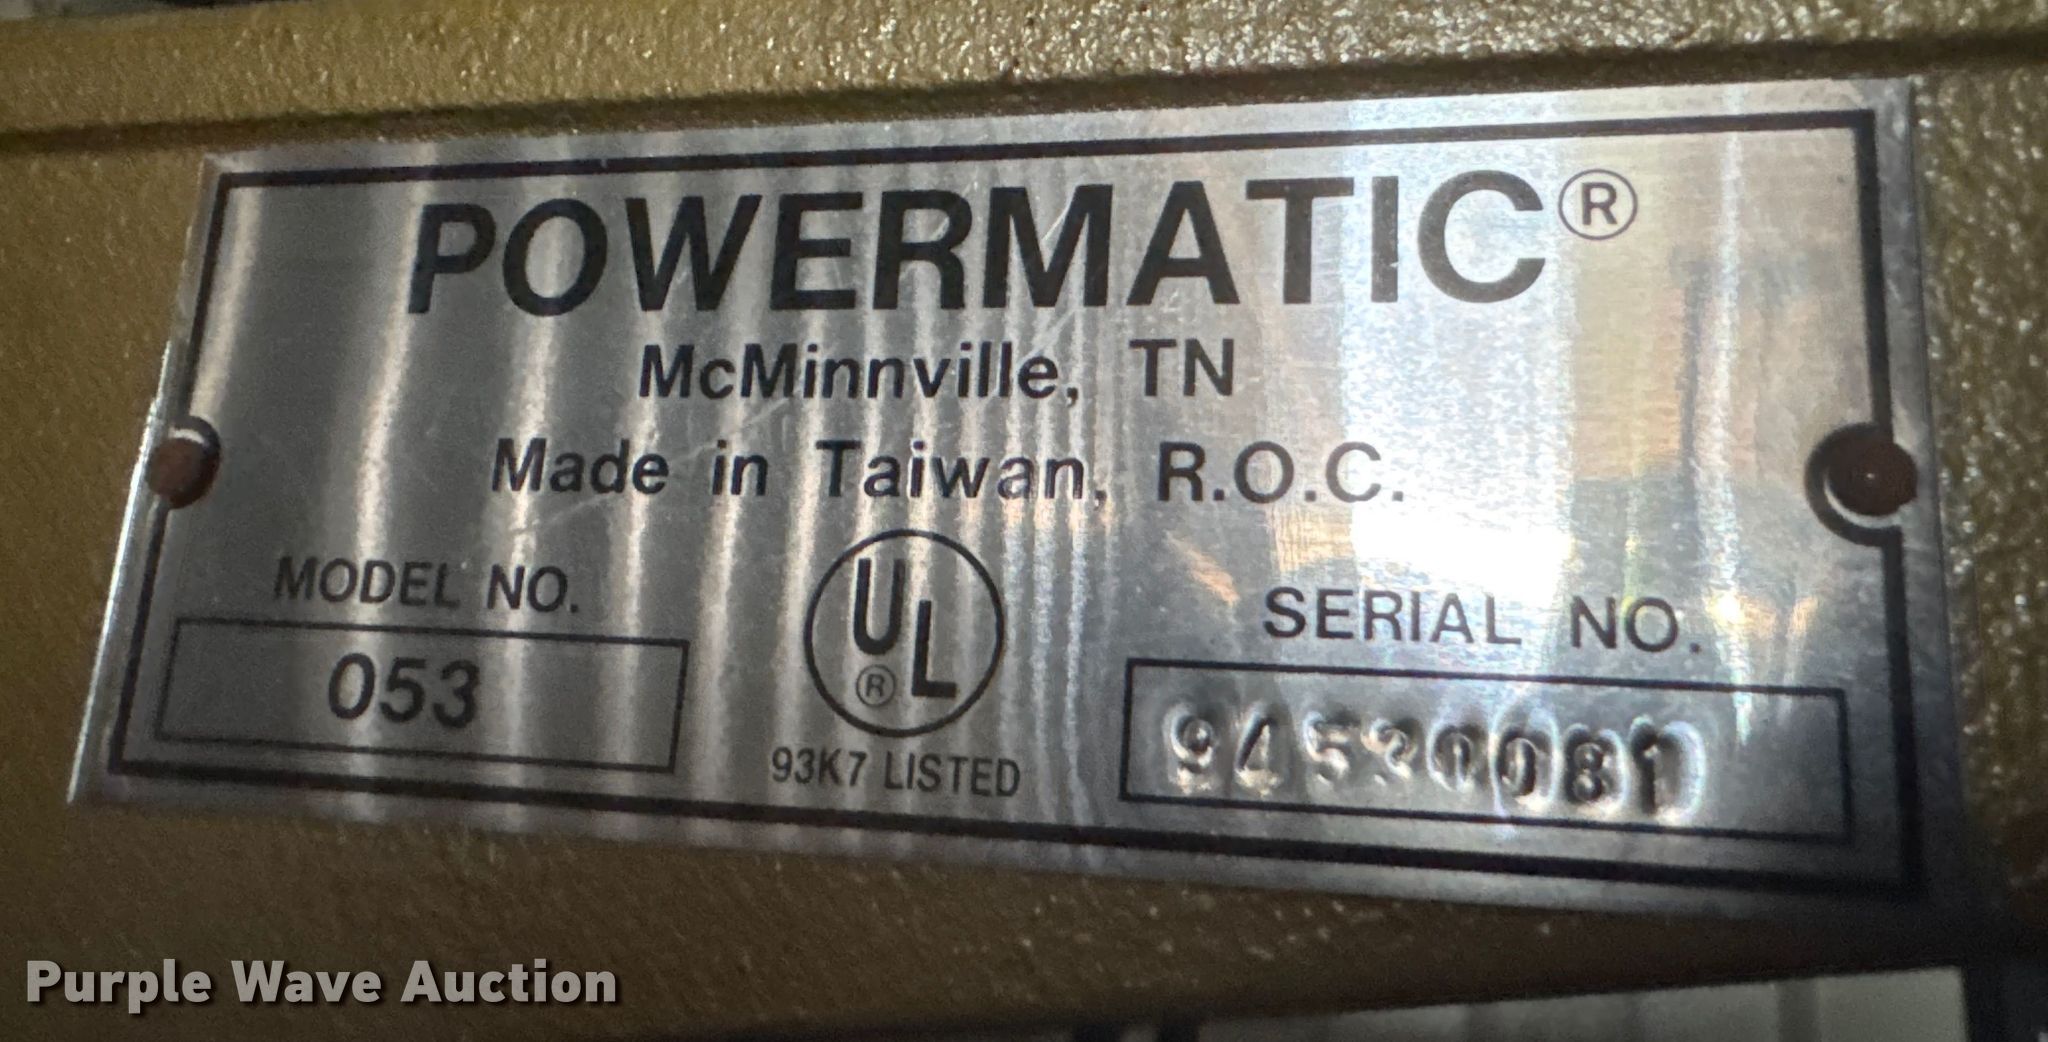 POWERMATIC®
McMinnville, TN
Made in Taiwan, R.O.C.
MODEL NO.
053
UL®
93K7 LISTED
SERIAL NO.
Purple Wave Auction